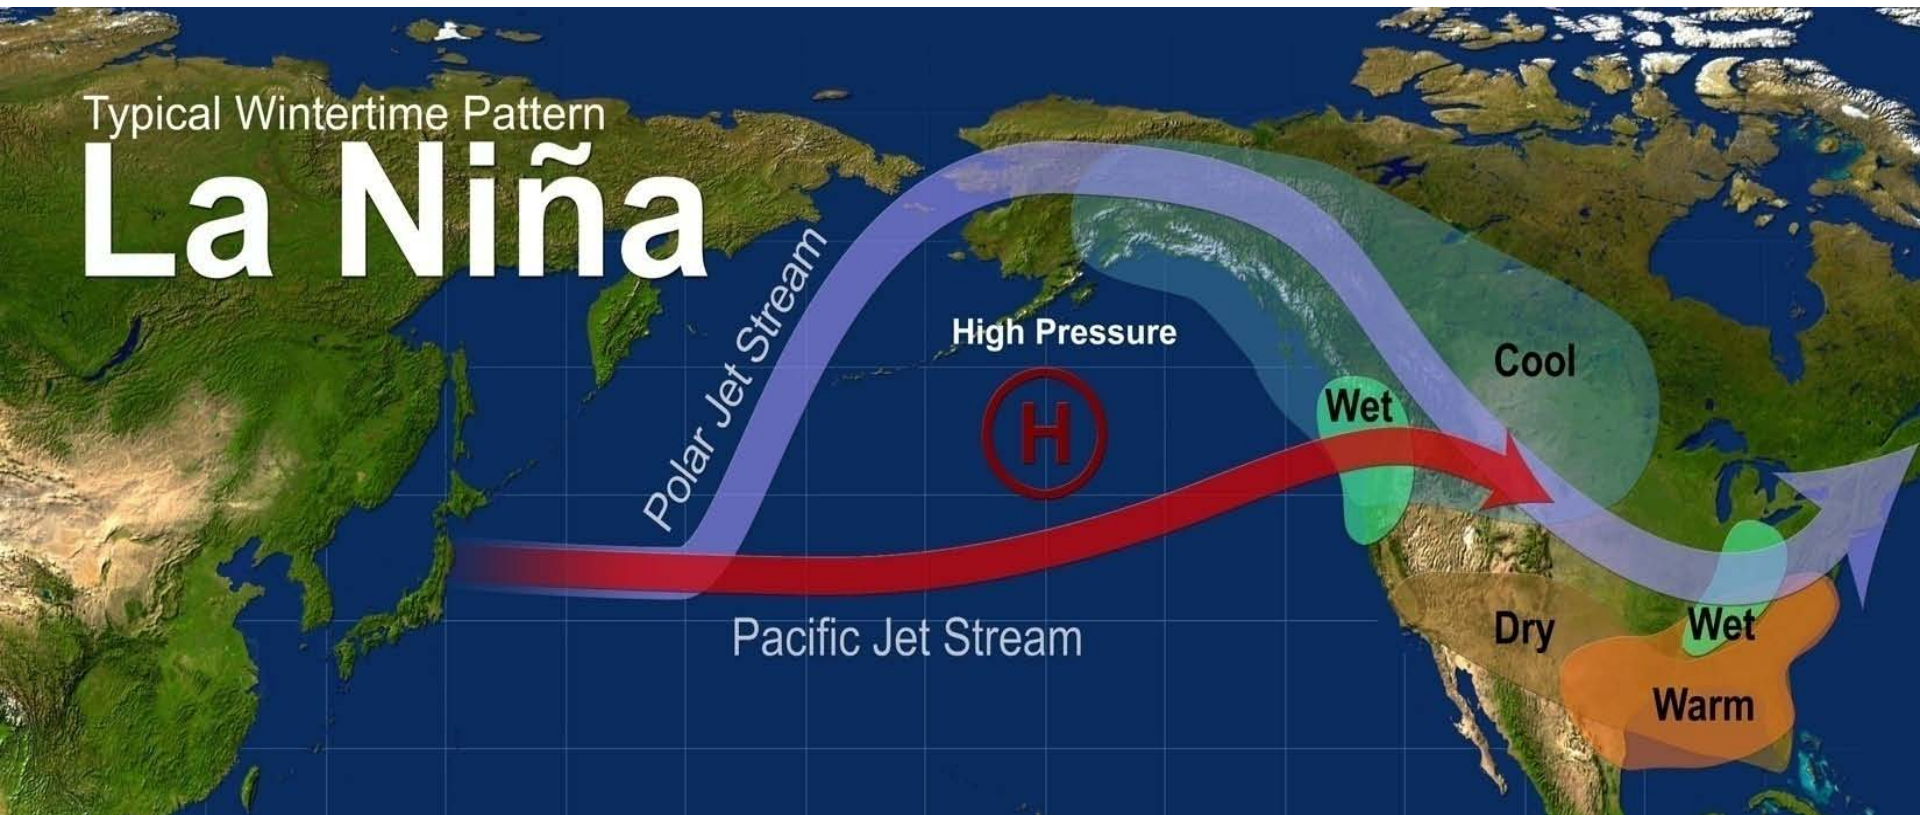 Typical Wintertime Pattern
La Niña
Polar Jet Stream
High Pressure
H
Cool
Wet
Pacific Jet Stream
Dry
Wet
Warm